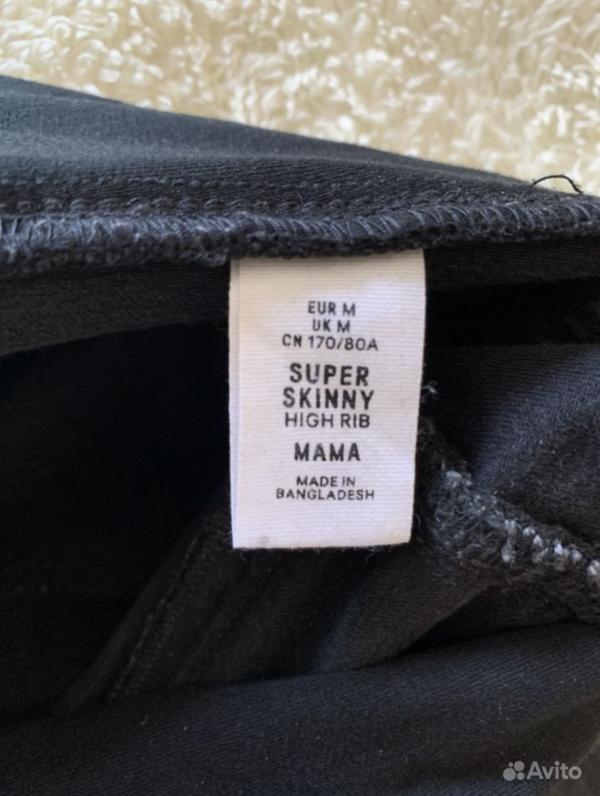 EUR M
UK M
CN 170/80A
SUPER
SKINNY
HIGH RIB
MAMA
MADE IN
BANGLADESH
Avito